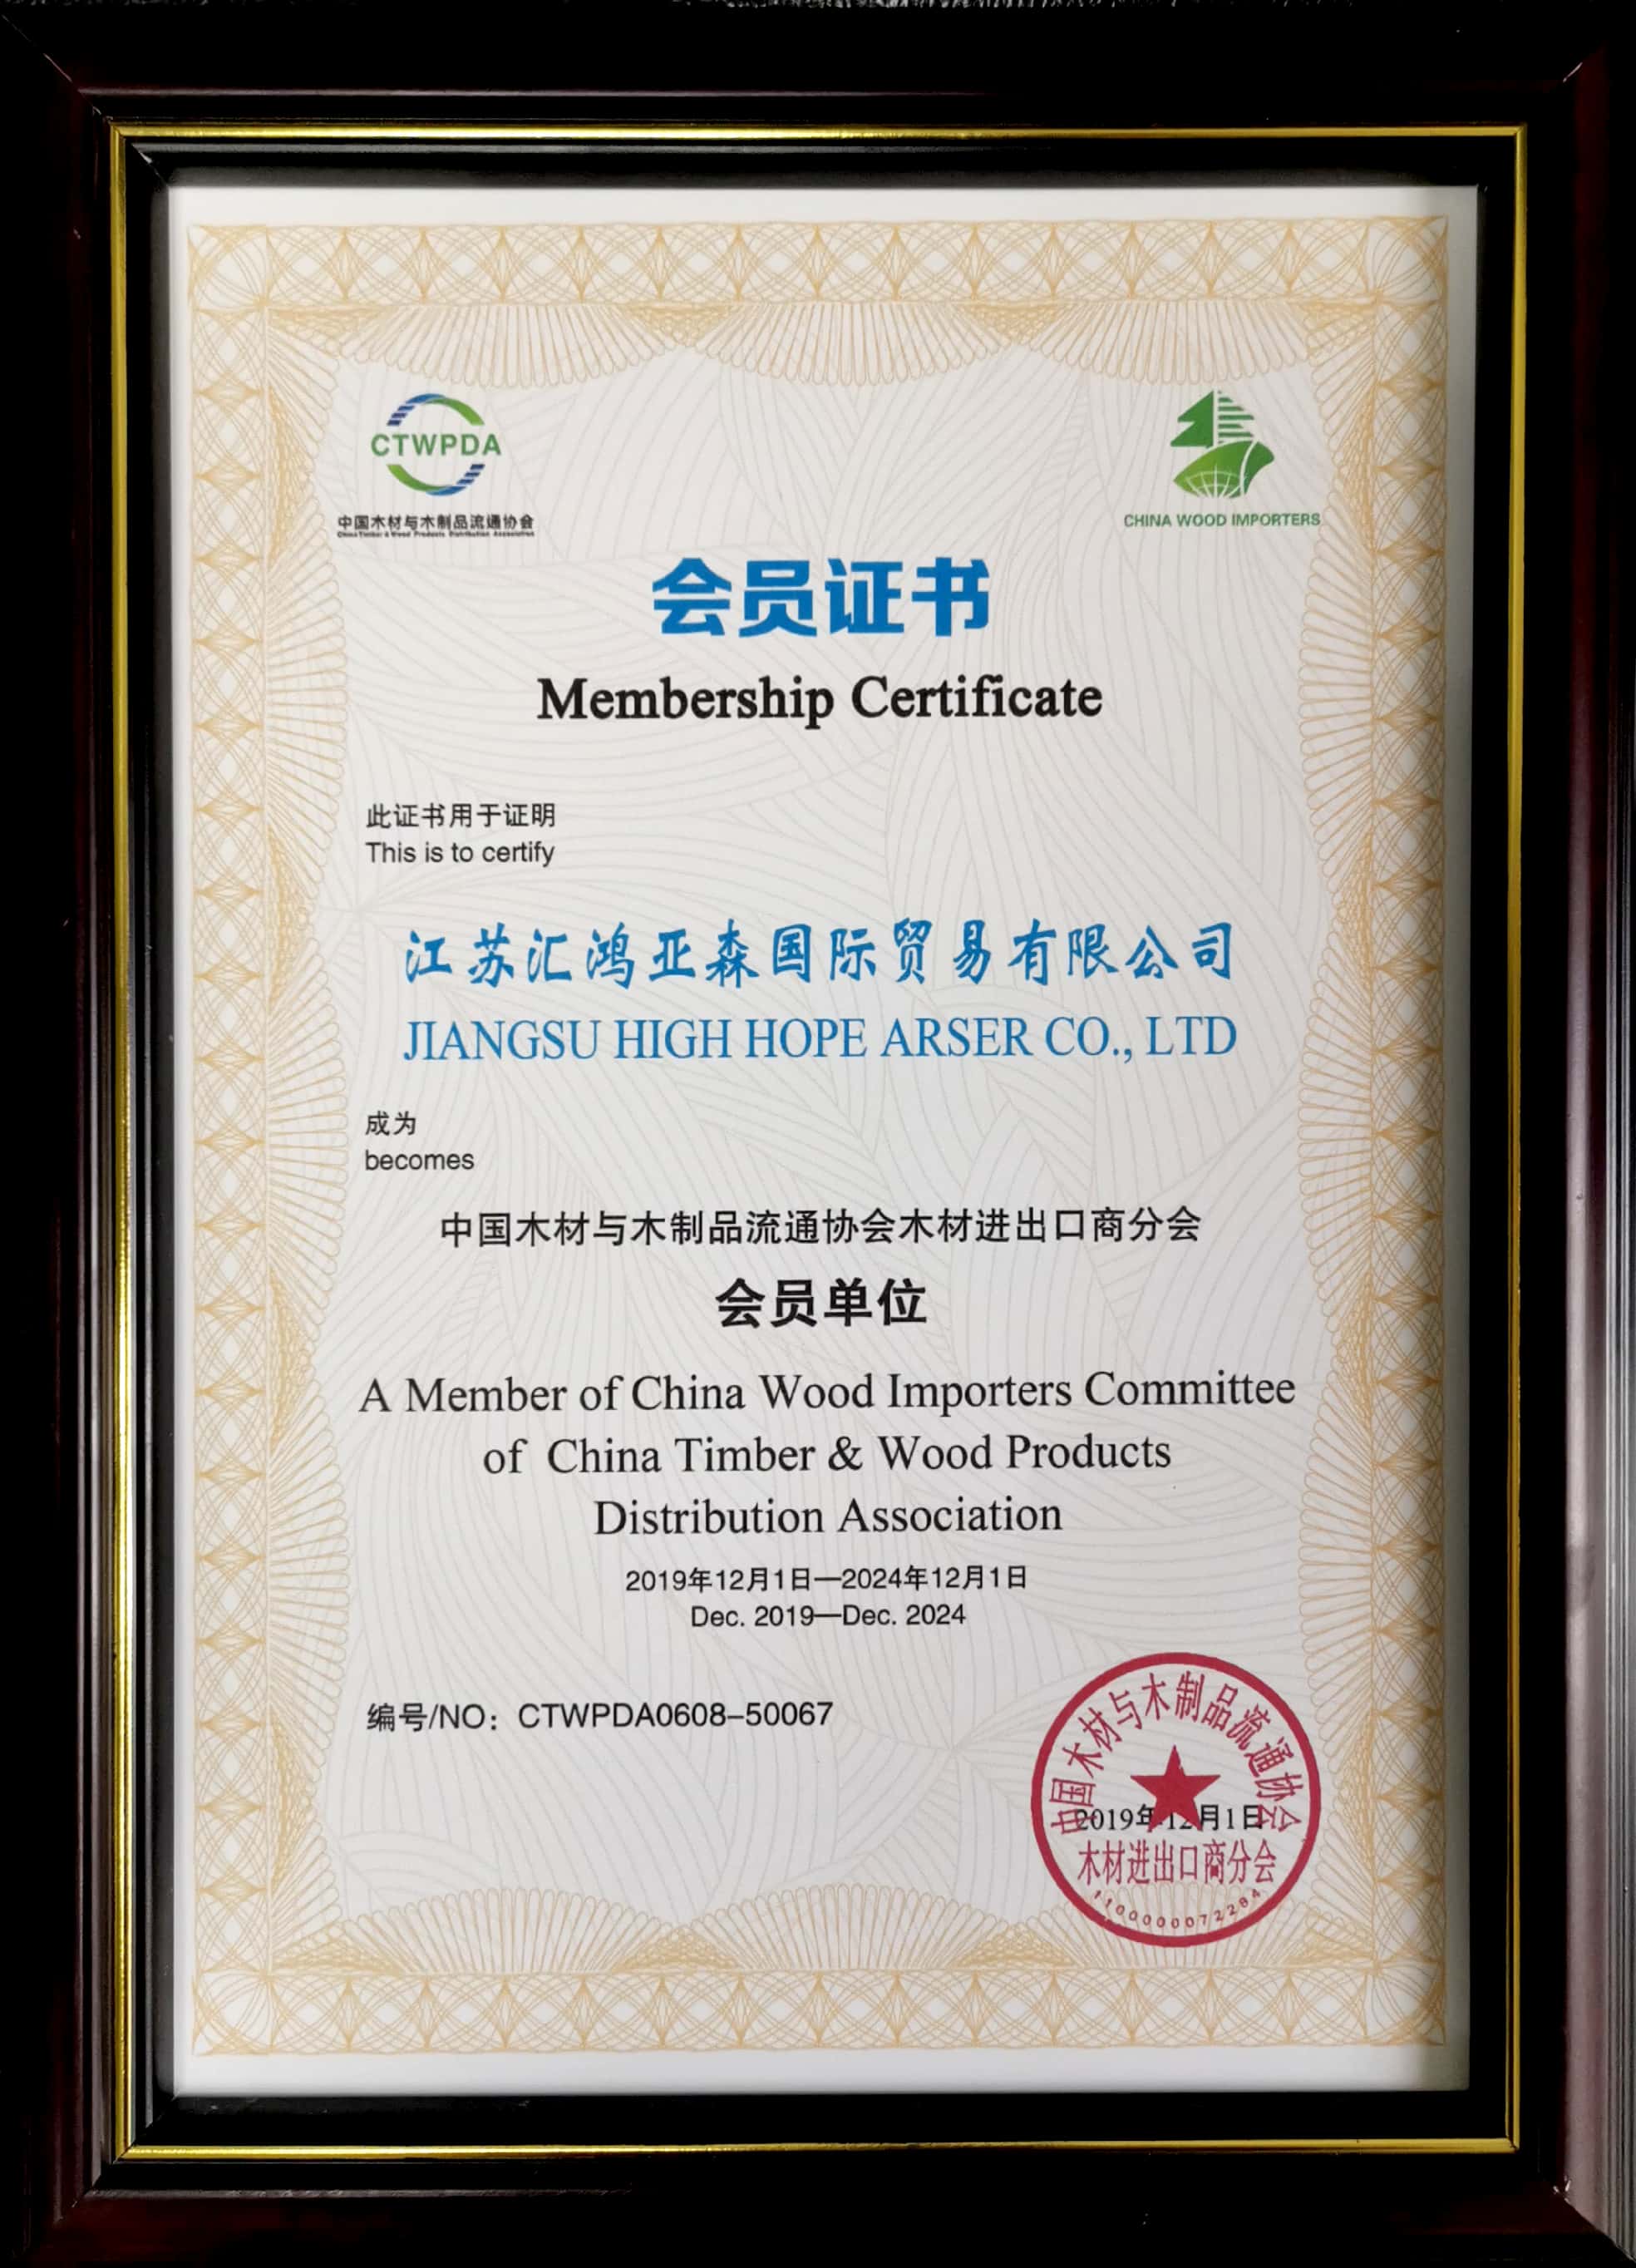 CTWPDA
中国木材与木制品流通协会
China Timber & Wood Products Distribution Association
CHINA WOOD IMPORTERS
会员证书
Membership Certificate
此证书用于证明
This is to certify
江苏汇鸿亚森国际贸易有限公司
JIANGSU HIGH HOPE ARSER CO., LTD
成为
becomes
中国木材与木制品流通协会木材进出口商分会
会员单位
A Member of China Wood Importers Committee
of China Timber & Wood Products
Distribution Association
2019年12月1日—2024年12月1日
Dec. 2019—Dec. 2024
编号/NO：CTWPDA0608-50067
中国木材与木制品流通协会
2019年12月1日
木材进出口商分会
1100000072284